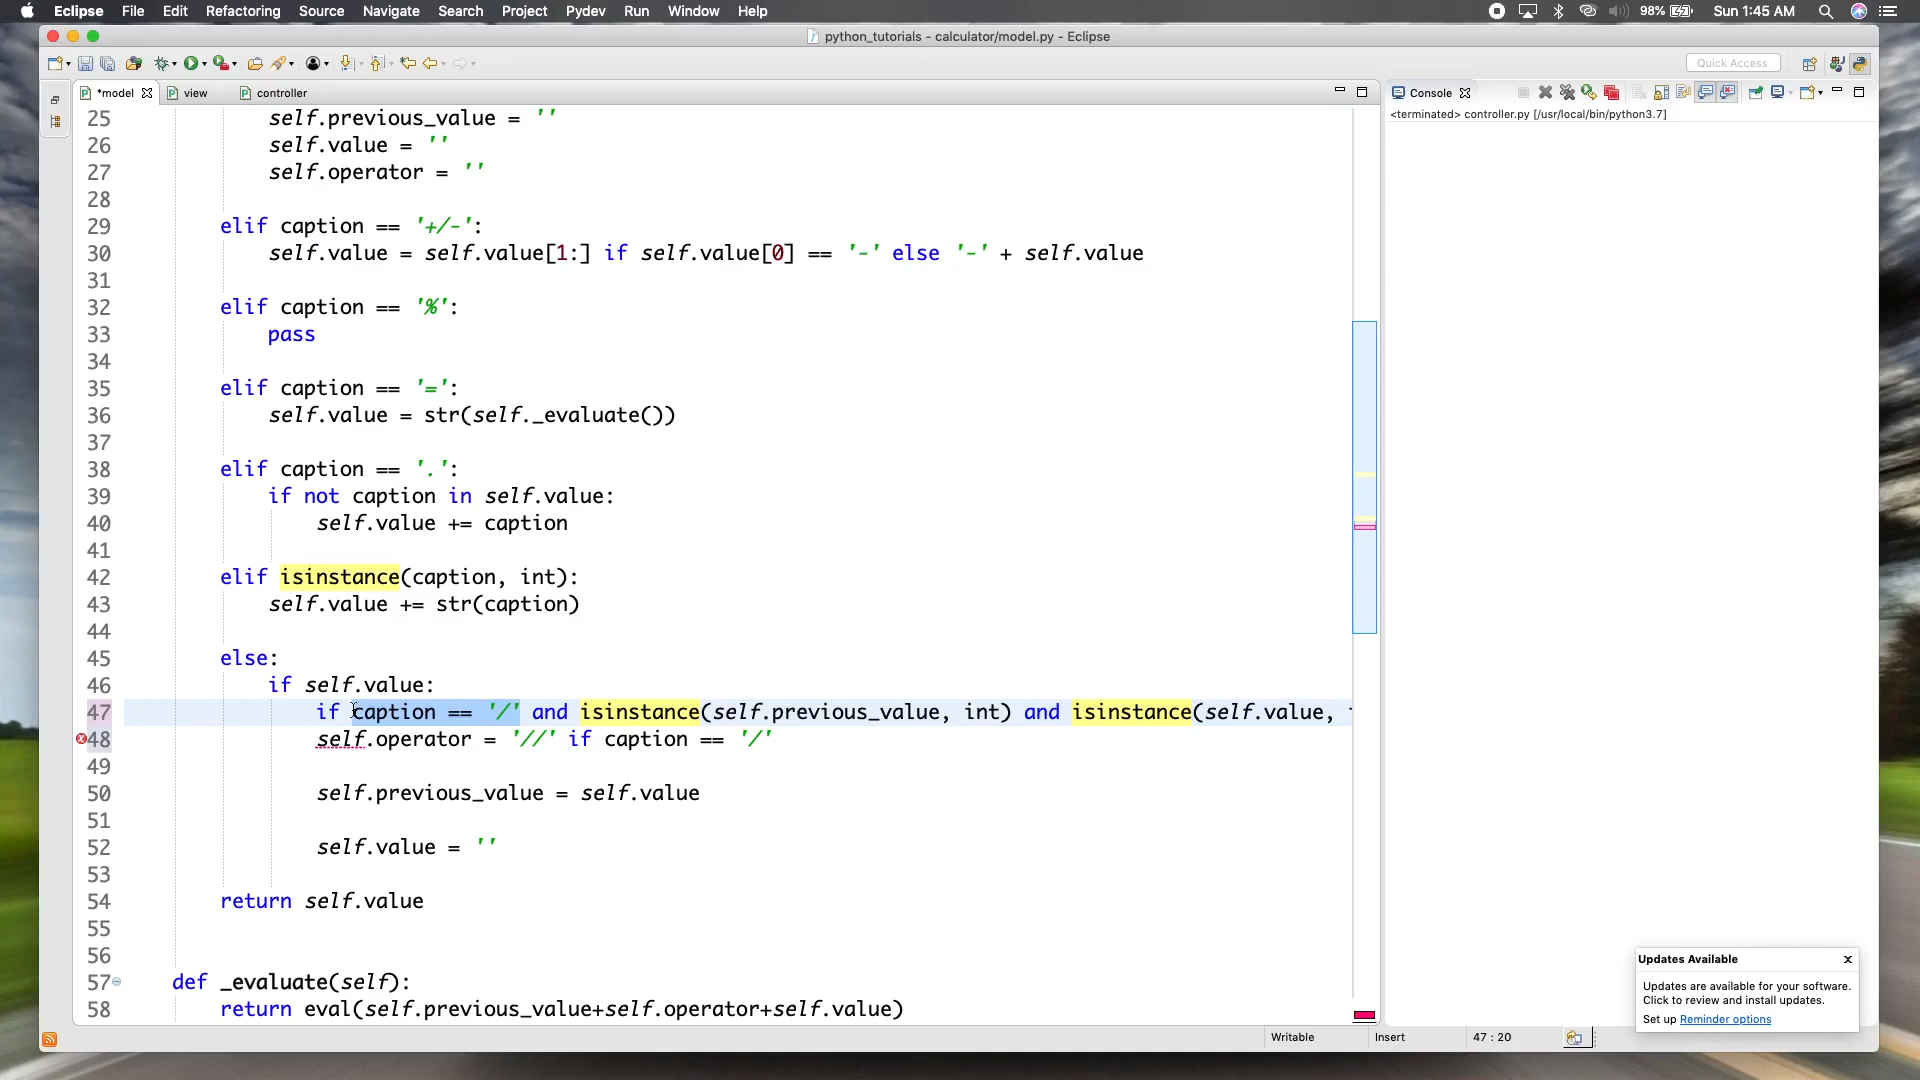 Eclipse File Edit Refactoring Source Navigate Search Project Pydev Run Window Help 98% Sun 1:45 AM
python_tutorials - calculator/model.py - Eclipse
Quick Access
*model view controller Console
<terminated> controller.py [/usr/local/bin/python3.7]
25 self.previous_value = ''
26 self.value = ''
27 self.operator = ''
28
29 elif caption == '+/-':
30 self.value = self.value[1:] if self.value[0] == '-' else '-' + self.value
31
32 elif caption == '%':
33 pass
34
35 elif caption == '=':
36 self.value = str(self._evaluate())
37
38 elif caption == '.':
39 if not caption in self.value:
40 self.value += caption
41
42 elif isinstance(caption, int):
43 self.value += str(caption)
44
45 else:
46 if self.value:
47 if caption == '/' and isinstance(self.previous_value, int) and isinstance(self.value,
48 self.operator = '//' if caption == '/'
49
50 self.previous_value = self.value
51
52 self.value = ''
53
54 return self.value
55
56
57 def _evaluate(self):
58 return eval(self.previous_value+self.operator+self.value)
Updates Available
Updates are available for your software.
Click to review and install updates.
Set up Reminder options
Writable Insert 47 : 20